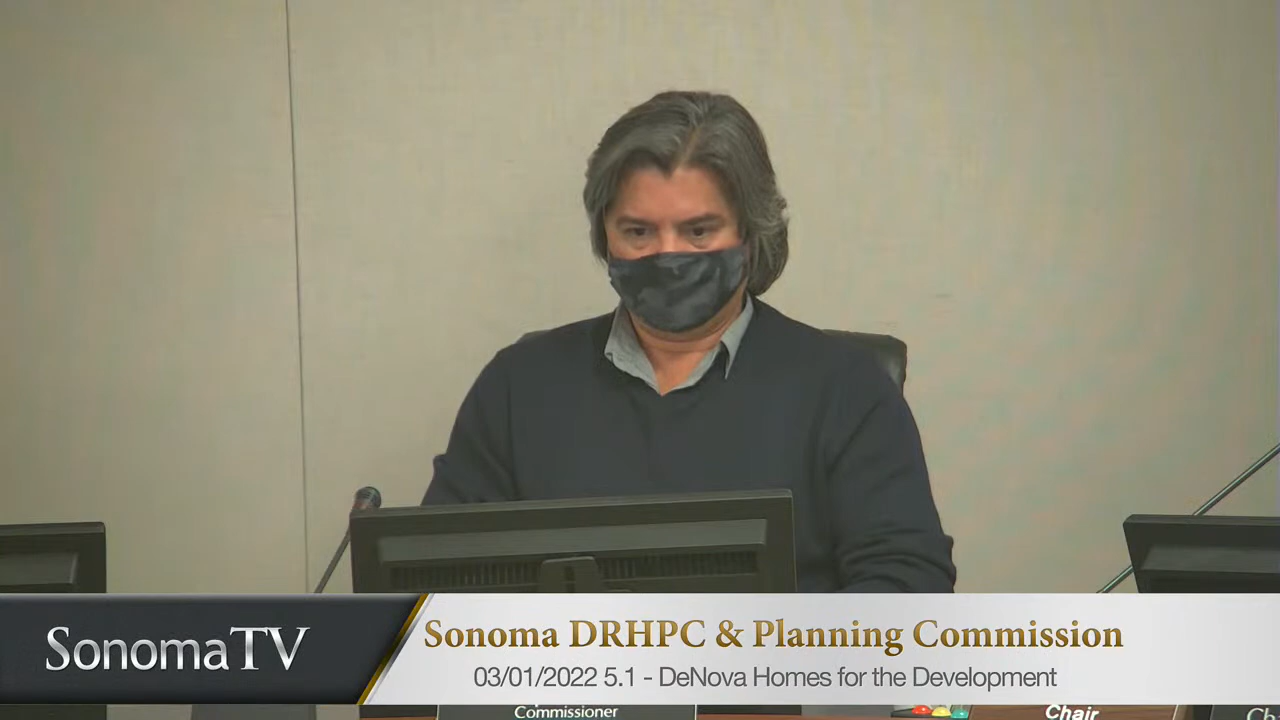 SonomaTV
Sonoma DRHPC & Planning Commission
03/01/2022 5.1 - DeNova Homes for the Development
Commissioner
Chair